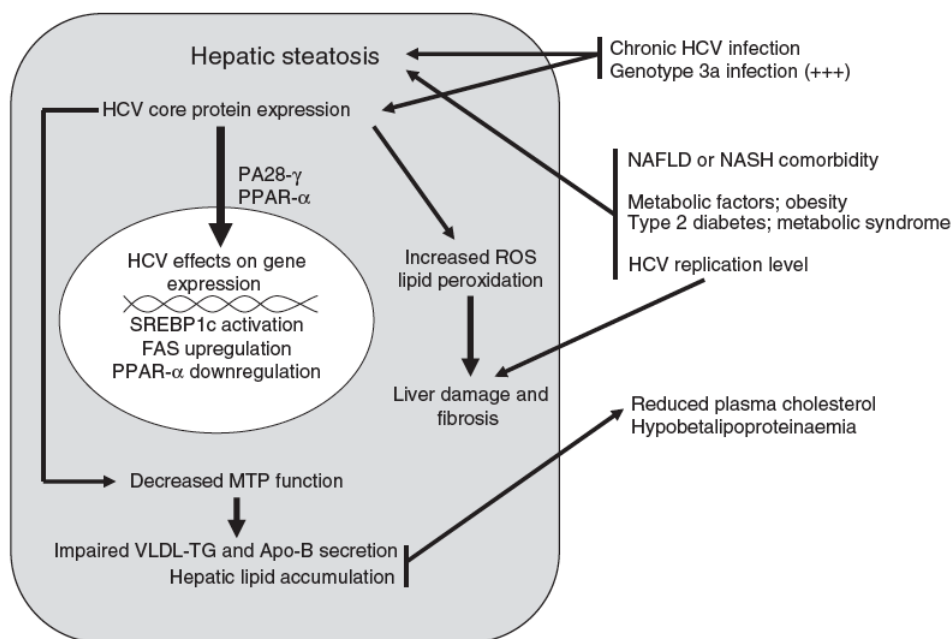 Hepatic steatosis
HCV core protein expression
PA28-γ
PPAR-α
HCV effects on gene
expression
SREBP1c activation
FAS upregulation
PPAR-α downregulation
Increased ROS
lipid peroxidation
Liver damage and
fibrosis
Decreased MTP function
Impaired VLDL-TG and Apo-B secretion
Hepatic lipid accumulation
Chronic HCV infection
Genotype 3a infection (+++)
NAFLD or NASH comorbidity
Metabolic factors; obesity
Type 2 diabetes; metabolic syndrome
HCV replication level
Reduced plasma cholesterol
Hypobetalipoproteinaemia